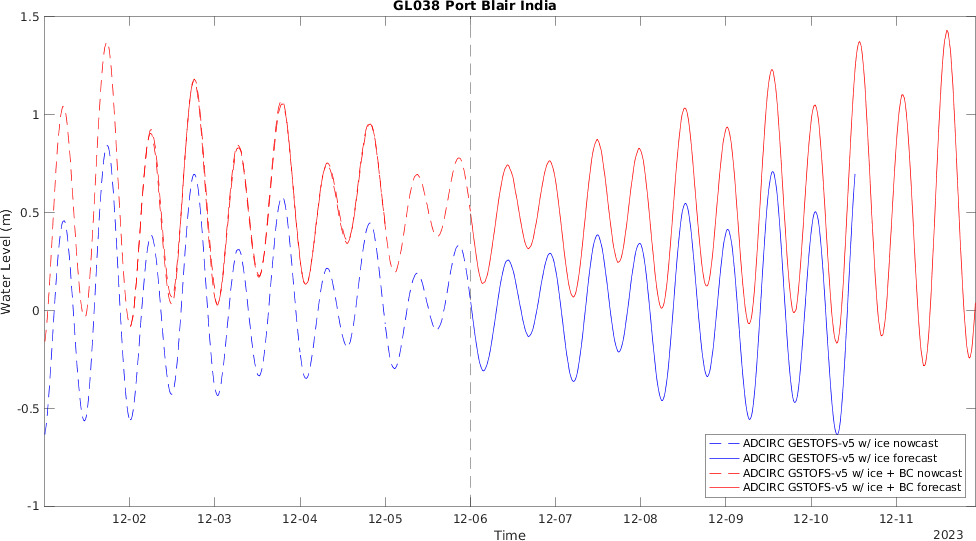 GL038 Port Blair India
1.5
1
0.5
0
-0.5
-1
Water Level (m)
12-02 12-03 12-04 12-05 12-06 12-07 12-08 12-09 12-10 12-11
Time
2023
ADCIRC GESTOFS-v5 w/ ice nowcast
ADCIRC GESTOFS-v5 w/ ice forecast
ADCIRC GSTOFS-v5 w/ ice + BC nowcast
ADCIRC GSTOFS-v5 w/ ice + BC forecast